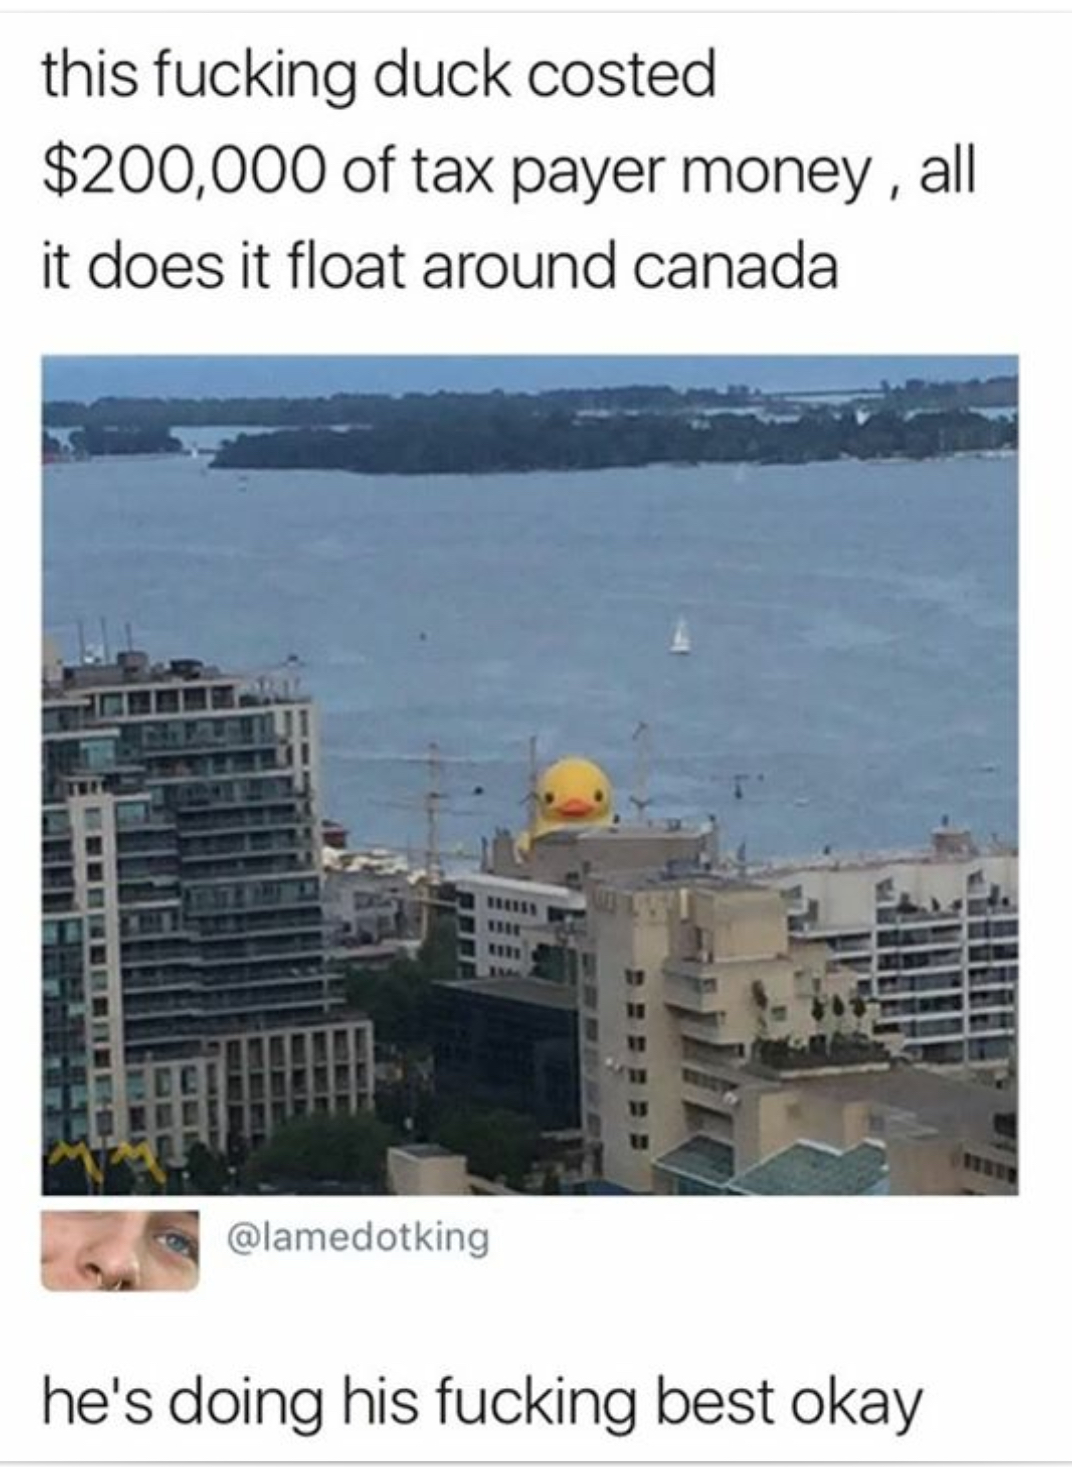 this fucking duck costed
$200,000 of tax payer money , all
it does it float around canada
MM
@lamedotking
he's doing his fucking best okay